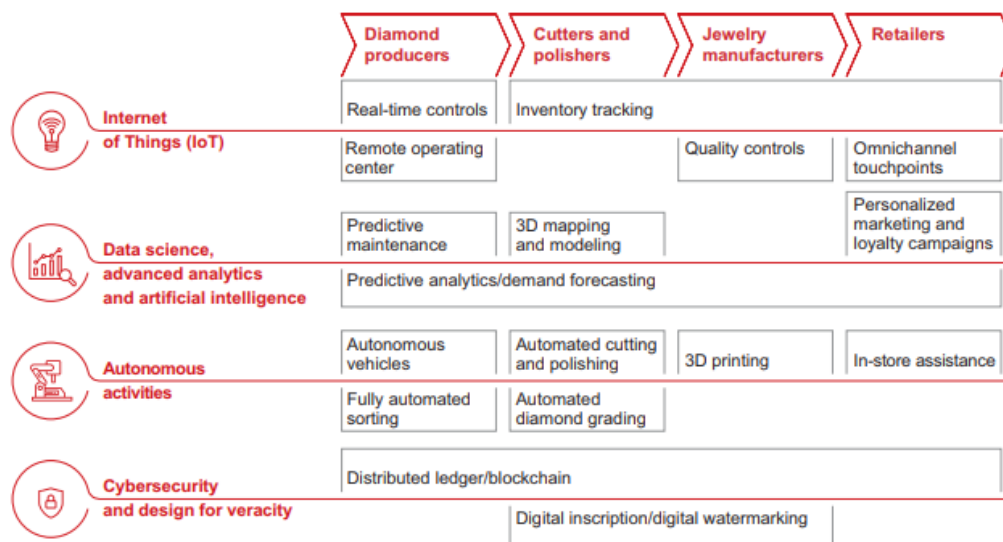 Diamond
producers
Cutters and
polishers
Jewelry
manufacturers
Retailers
Internet
of Things (IoT)
Real-time controls
Inventory tracking
Remote operating
center
Quality controls
Omnichannel
touchpoints
Data science,
advanced analytics
and artificial intelligence
Predictive
maintenance
3D mapping
and modeling
Personalized
marketing and
loyalty campaigns
Predictive analytics/demand forecasting
Autonomous
activities
Autonomous
vehicles
Automated cutting
and polishing
3D printing
In-store assistance
Fully automated
sorting
Automated
diamond grading
Cybersecurity
and design for veracity
Distributed ledger/blockchain
Digital inscription/digital watermarking